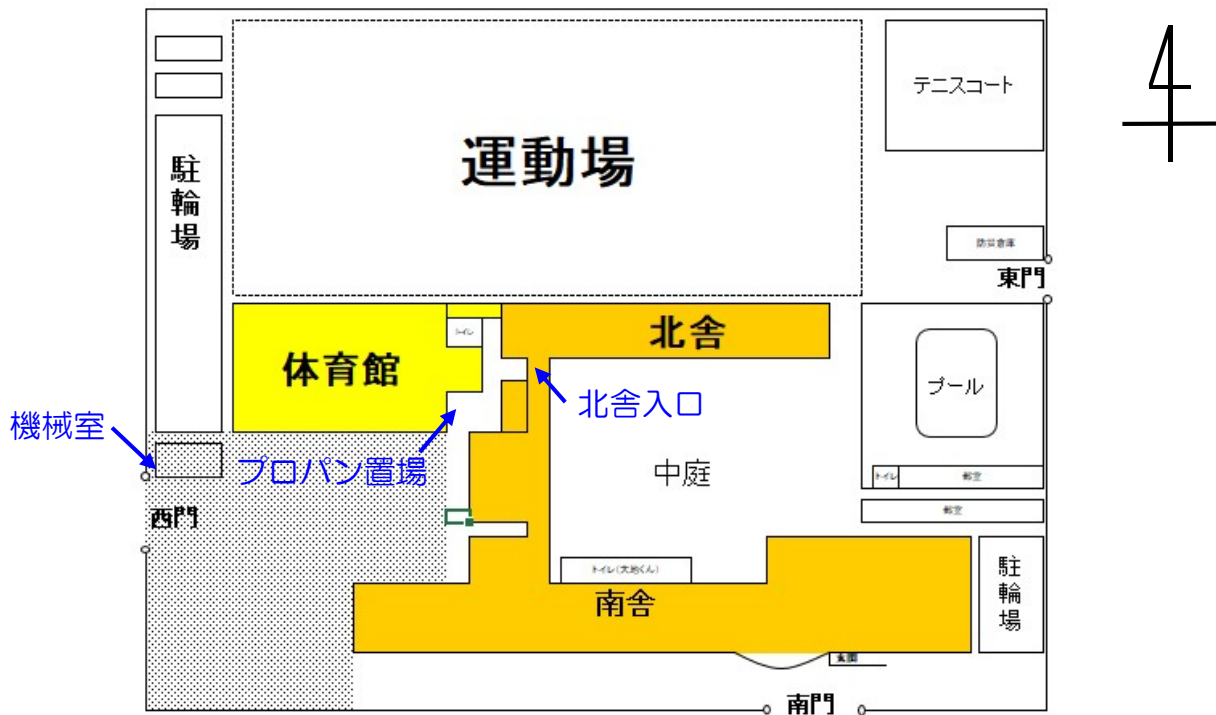 テニスコート
運動場
駐輪場
防災倉庫
東門
トイレ
北舎
体育館
プール
北舎入口
機械室
プロパン置場
中庭
トイレ
部室
部室
西門
トイレ(大地くん)
南舎
駐輪場
玄関
南門